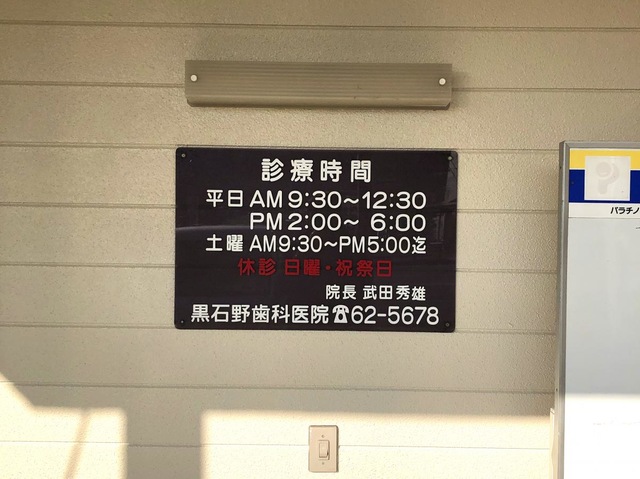 診療時間
平日 AM 9:30～12:30
PM 2:00～ 6:00
土曜 AM9:30～PM5:00迄
休診 日曜・祝祭日
院長 武田秀雄
黒石野歯科医院☎62-5678
パラチノ